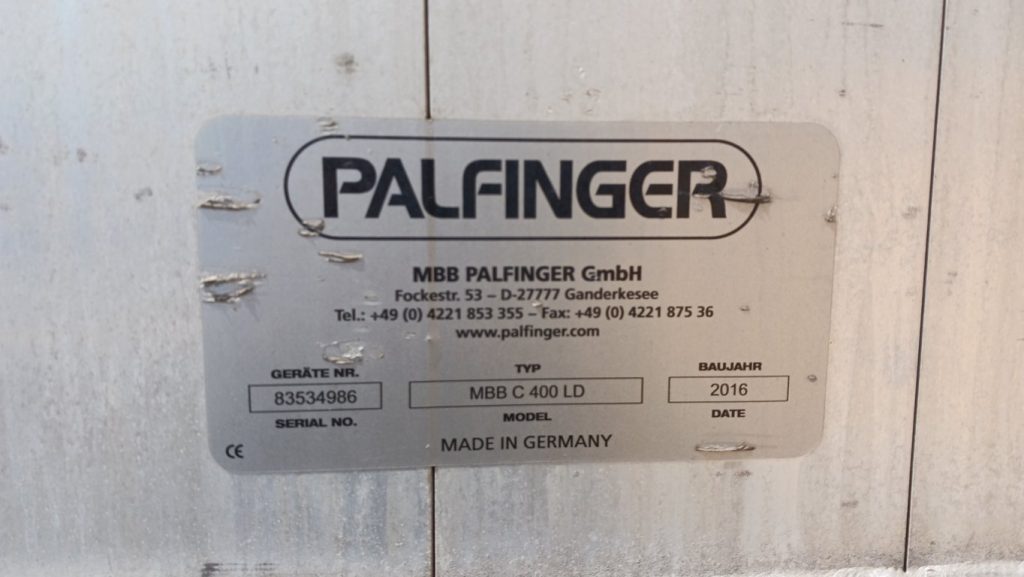 PALFINGER
MBB PALFINGER GmbH
Fockestr. 53 – D-27777 Ganderkesee
Tel.: +49 (0) 4221 853 355 – Fax: +49 (0) 4221 875 36
www.palfinger.com
GERÄTE NR. TYP BAUJAHR
83534986 MBB C 400 LD 2016
SERIAL NO. MODEL DATE
CE MADE IN GERMANY